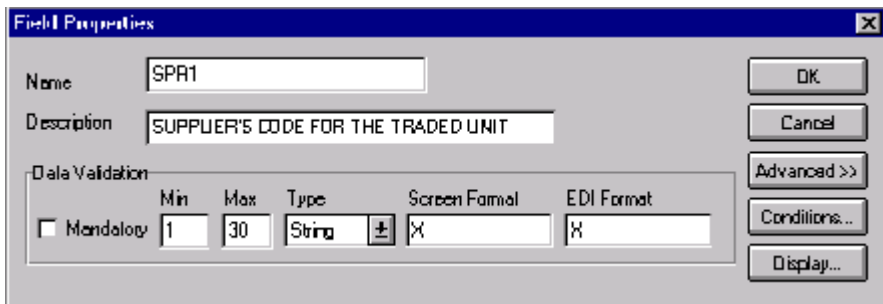 Field Properties
Name
SPR1
OK
Description
SUPPLIER'S CODE FOR THE TRADED UNIT
Cancel
Advanced >>
Data Validation
Min Max Type Screen Format EDI Format
Mandatory 1 30 String X X
Conditions...
Display...